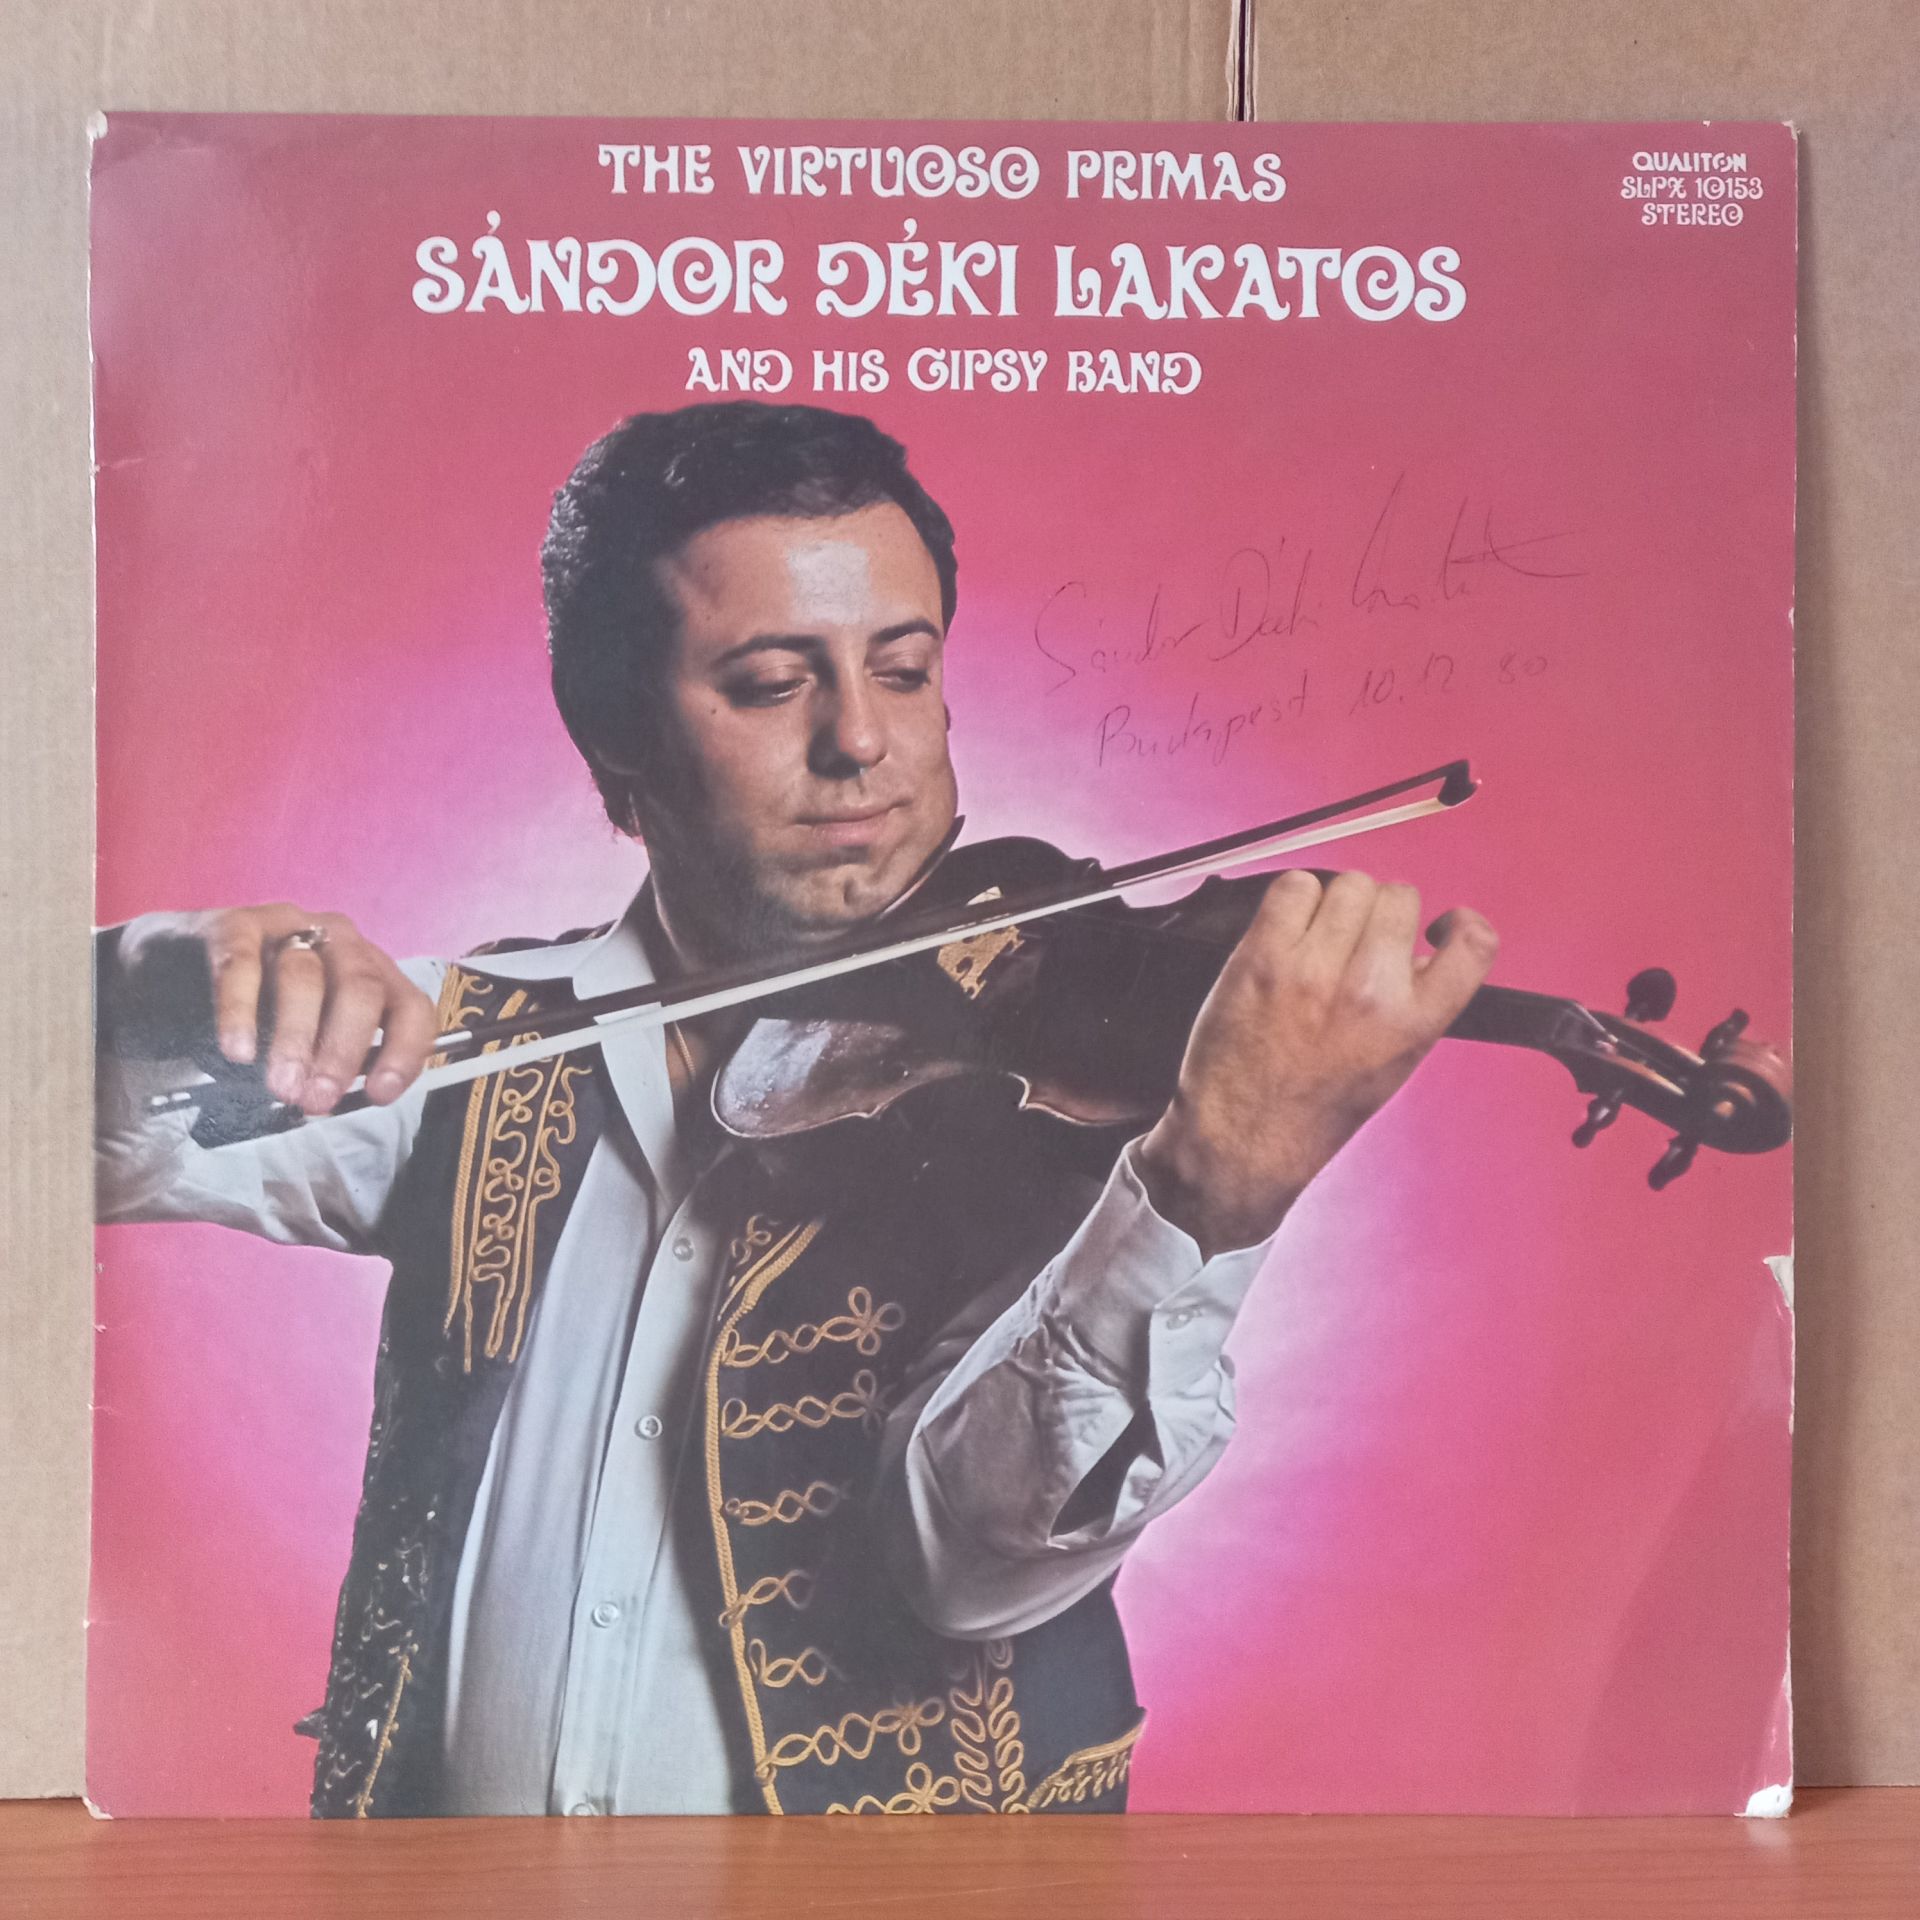 THE VIRTUOSO PRIMAS
SÁNDOR DÉKI LAKATOS
AND HIS GIPSY BAND
QUALITON
SLPX 10153
STEREO
Sándor Déki Lakatos
Budapest 10. 12 80